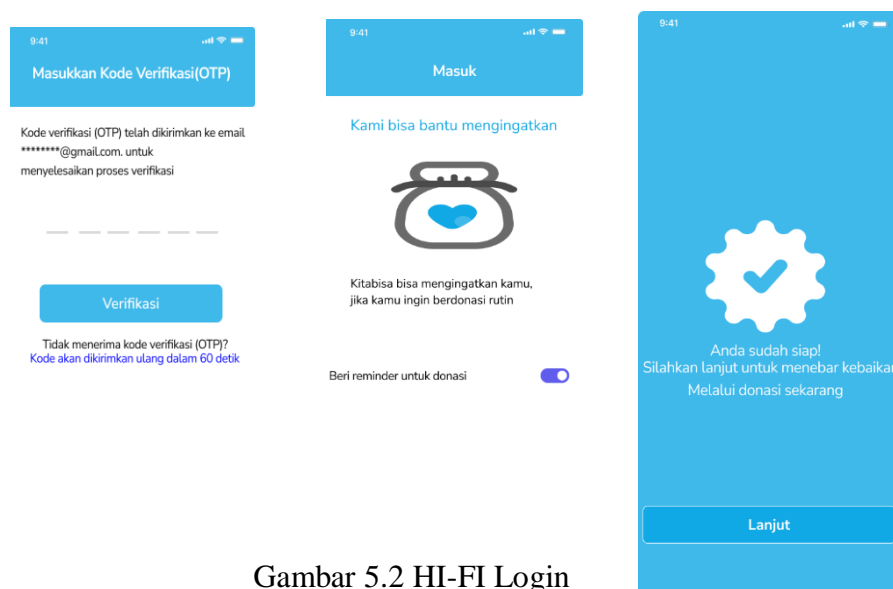 9:41
Masukkan Kode Verifikasi(OTP)
Kode verifikasi (OTP) telah dikirimkan ke email
********@gmail.com. untuk
menyelesaikan proses verifikasi
Verifikasi
Tidak menerima kode verifikasi (OTP)?
Kode akan dikirimkan ulang dalam 60 detik
9:41
Masuk
Kami bisa bantu mengingatkan
Kitabisa bisa mengingatkan kamu,
jika kamu ingin berdonasi rutin
Beri reminder untuk donasi
9:41
Anda sudah siap!
Silahkan lanjut untuk menebar kebaikan
Melalui donasi sekarang
Lanjut
Gambar 5.2 HI-FI Login